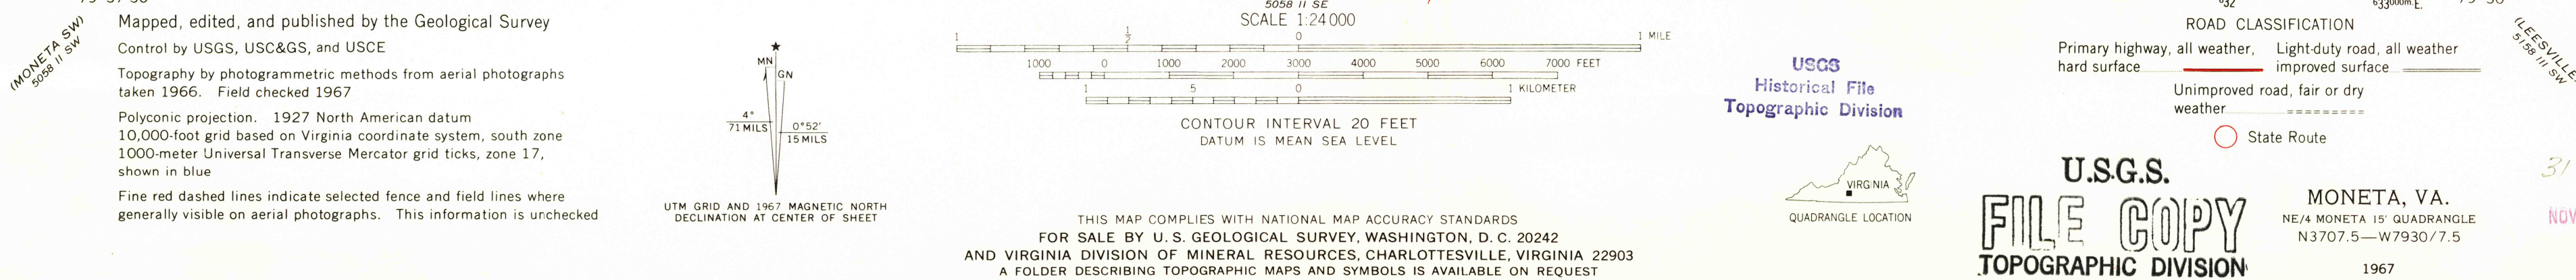 (MONETA SW)
5058 II SW
Mapped, edited, and published by the Geological Survey
Control by USGS, USC&GS, and USCE
Topography by photogrammetric methods from aerial photographs
taken 1966. Field checked 1967
Polyconic projection. 1927 North American datum
10,000-foot grid based on Virginia coordinate system, south zone
1000-meter Universal Transverse Mercator grid ticks, zone 17,
shown in blue
Fine red dashed lines indicate selected fence and field lines where
generally visible on aerial photographs. This information is unchecked
MN
GN
4°
71 MILS
0°52'
15 MILS
UTM GRID AND 1967 MAGNETIC NORTH
DECLINATION AT CENTER OF SHEET
5058 II SE
SCALE 1:24000
1 1/2 0 1 MILE
1000 0 1000 2000 3000 4000 5000 6000 7000 FEET
1 5 0 1 KILOMETER
CONTOUR INTERVAL 20 FEET
DATUM IS MEAN SEA LEVEL
THIS MAP COMPLIES WITH NATIONAL MAP ACCURACY STANDARDS
FOR SALE BY U. S. GEOLOGICAL SURVEY, WASHINGTON, D. C. 20242
AND VIRGINIA DIVISION OF MINERAL RESOURCES, CHARLOTTESVILLE, VIRGINIA 22903
A FOLDER DESCRIBING TOPOGRAPHIC MAPS AND SYMBOLS IS AVAILABLE ON REQUEST
USGS
Historical File
Topographic Division
VIRGINIA
QUADRANGLE LOCATION
633000m.E.
ROAD CLASSIFICATION
Primary highway, all weather, hard surface
Light-duty road, all weather improved surface
Unimproved road, fair or dry
weather
State Route
U.S.G.S.
FILE COPY
TOPOGRAPHIC DIVISION
MONETA, VA.
NE/4 MONETA 15' QUADRANGLE
N3707.5—W7930/7.5
1967
5158 III SW
31
NOV